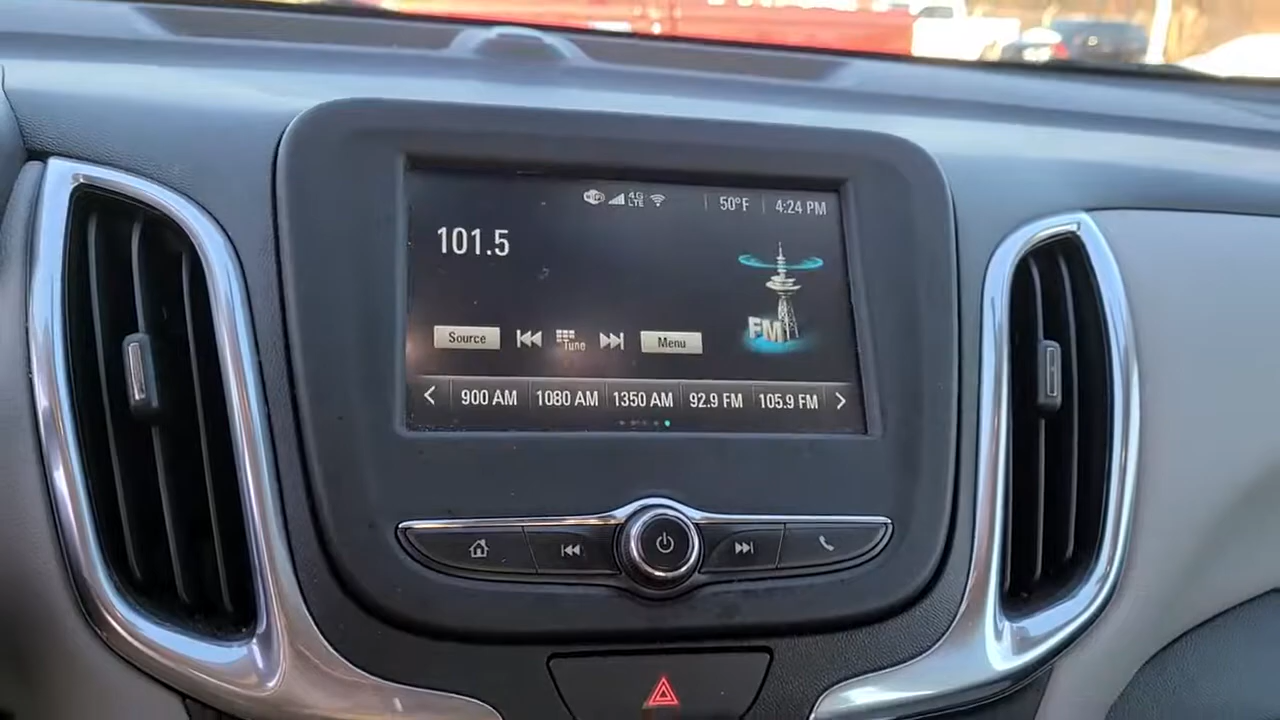 4G LTE 50°F 4:24 PM
101.5
FM
Source Tune Menu
900 AM 1080 AM 1350 AM 92.9 FM 105.9 FM